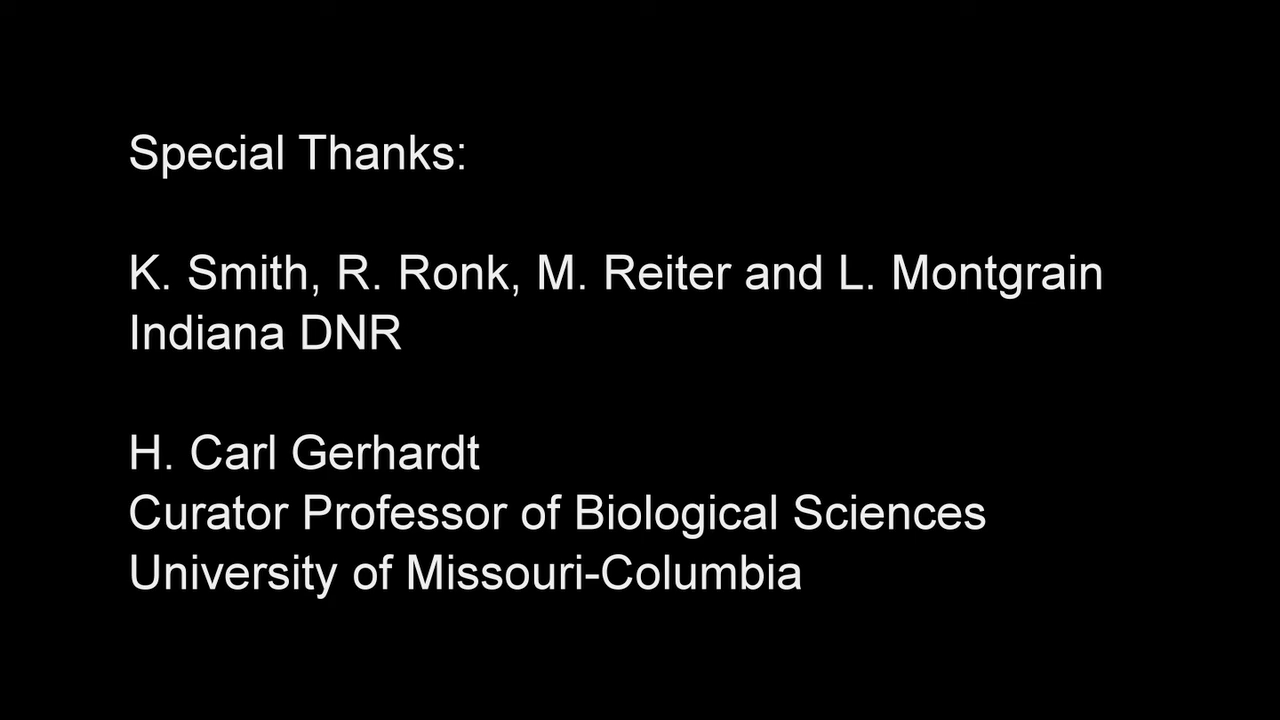 Special Thanks:
K. Smith, R. Ronk, M. Reiter and L. Montgrain
Indiana DNR
H. Carl Gerhardt
Curator Professor of Biological Sciences
University of Missouri-Columbia